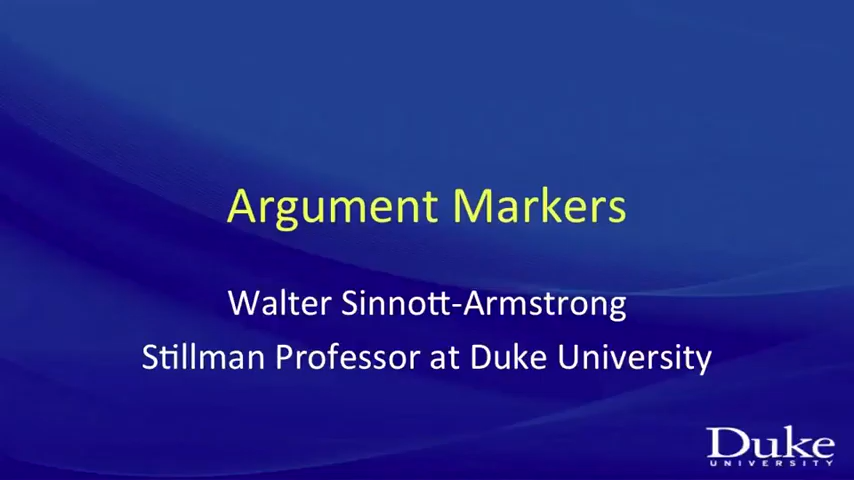 Argument Markers
Walter Sinnott-Armstrong
Stillman Professor at Duke University
Duke
UNIVERSITY